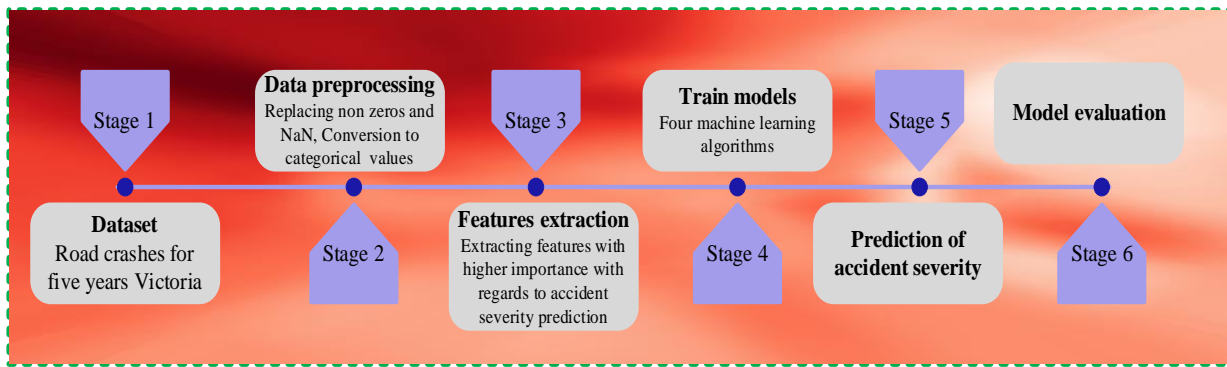 Stage 1
Dataset
Road crashes for
five years Victoria
Data preprocessing
Replacing non zeros and
NaN, Conversion to
categorical values
Stage 2
Stage 3
Features extraction
Extracting features with
higher importance with
regards to accident
severity prediction
Train models
Four machine learning
algorithms
Stage 4
Stage 5
Prediction of
accident severity
Model evaluation
Stage 6